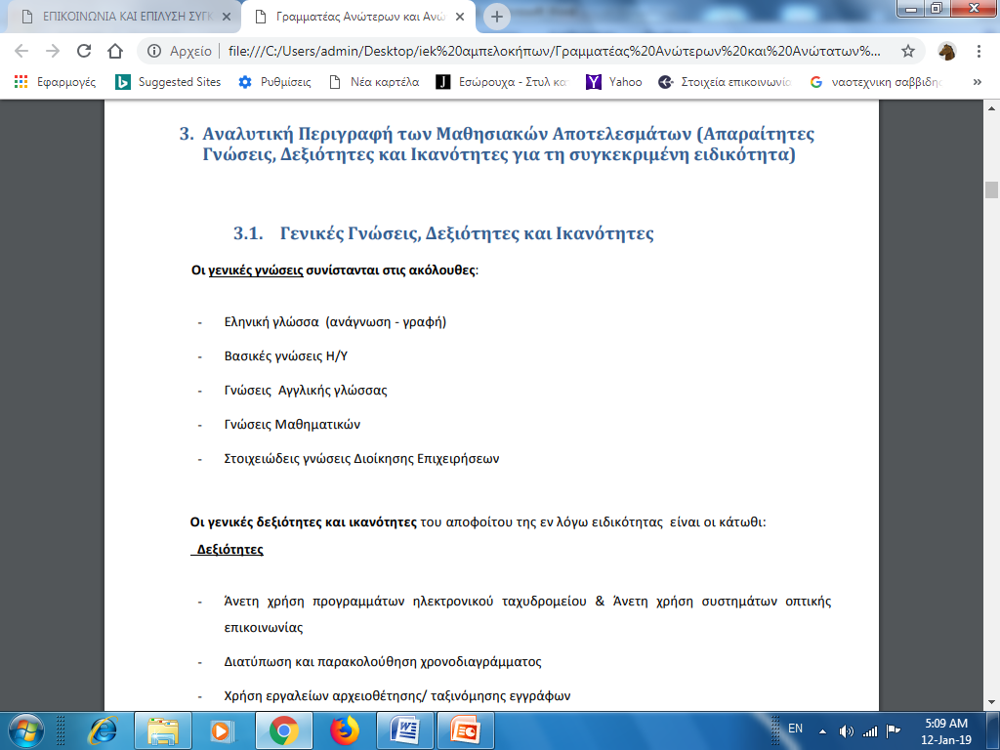 ΕΠΙΚΟΙΝΩΝΙΑ ΚΑΙ ΕΠΙΛΥΣΗ ΣΥΓΚ
Γραμματέας Ανώτερων και Ανώ
Αρχείο | file:///C:/Users/admin/Desktop/iek%20αμπελοκήπων/Γραμματέας%20Ανώτερων%20και%20Ανώτατων%...
Εφαρμογές Suggested Sites Ρυθμίσεις Νέα καρτέλα Εσώρουχα - Στυλ κα Yahoo Στοιχεία επικοινωνία ναοτεχνικη σαββιδης »
3. Αναλυτική Περιγραφή των Μαθησιακών Αποτελεσμάτων (Απαραίτητες
Γνώσεις, Δεξιότητες και Ικανότητες για τη συγκεκριμένη ειδικότητα)
3.1. Γενικές Γνώσεις, Δεξιότητες και Ικανότητες
Οι γενικές γνώσεις συνίστανται στις ακόλουθες:
- Εληνική γλώσσα (ανάγνωση - γραφή)
- Βασικές γνώσεις Η/Υ
- Γνώσεις Αγγλικής γλώσσας
- Γνώσεις Μαθηματικών
- Στοιχειώδεις γνώσεις Διοίκησης Επιχειρήσεων
Οι γενικές δεξιότητες και ικανότητες του αποφοίτου της εν λόγω ειδικότητας είναι οι κάτωθι:
Δεξιότητες
- Άνετη χρήση προγραμμάτων ηλεκτρονικού ταχυδρομείου & Άνετη χρήση συστημάτων οπτικής
επικοινωνίας
- Διατύπωση και παρακολούθηση χρονοδιαγράμματος
- Χρήση εργαλείων αρχειοθέτησης/ ταξινόμησης εγγράφων
EN
5:09 AM
12-Jan-19